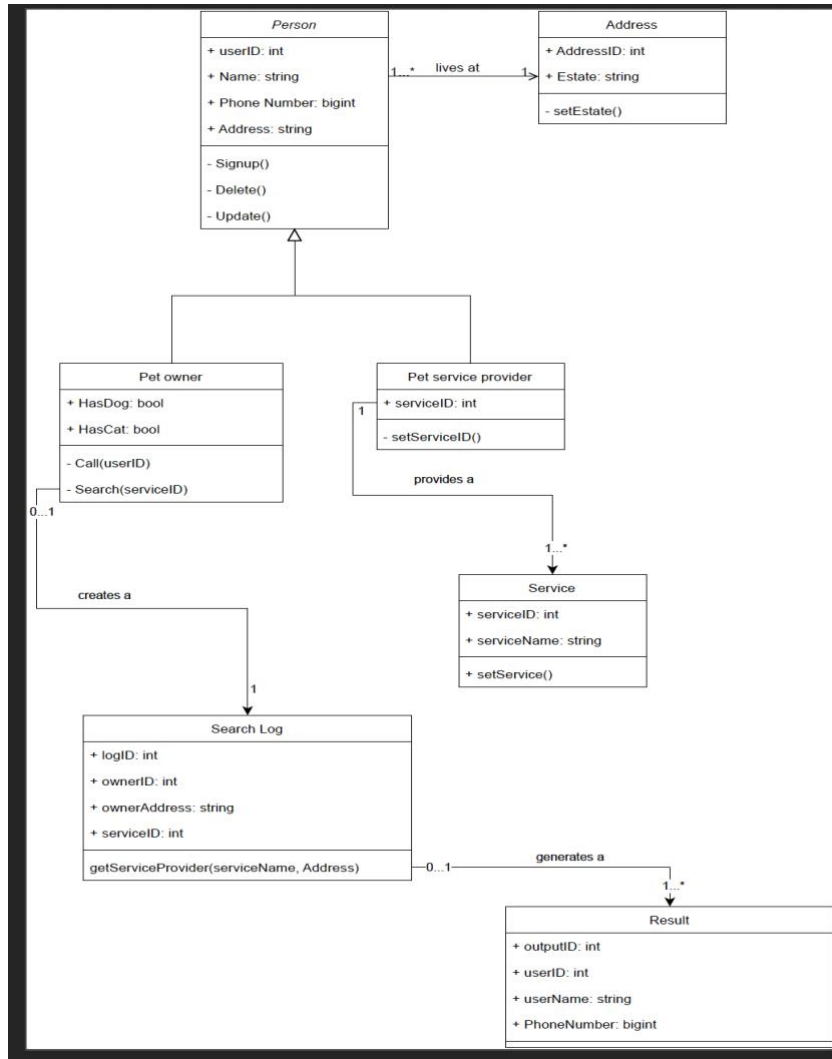 Person
+ userID: int
+ Name: string
+ Phone Number: bigint
+ Address: string
- Signup()
- Delete()
- Update()
1...*
lives at
1
Address
+ AddressID: int
+ Estate: string
- setEstate()
Pet owner
+ HasDog: bool
+ HasCat: bool
- Call(userID)
- Search(serviceID)
Pet service provider
+ serviceID: int
- setServiceID()
1
provides a
1...*
Service
+ serviceID: int
+ serviceName: string
+ setService()
0...1
creates a
1
Search Log
+ logID: int
+ ownerID: int
+ ownerAddress: string
+ serviceID: int
getServiceProvider(serviceName, Address)
0...1
generates a
1...*
Result
+ outputID: int
+ userID: int
+ userName: string
+ PhoneNumber: bigint